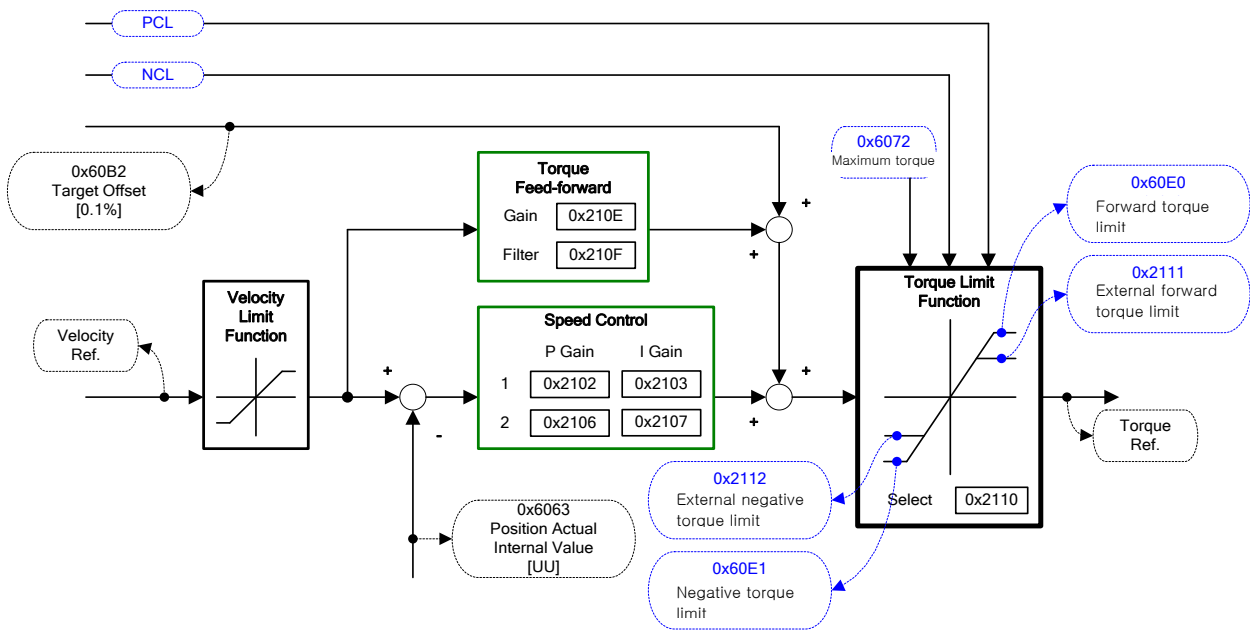 PCL
NCL
0x60B2
Target Offset
[0.1%]
Torque
Feed-forward
Gain
0x210E
Filter
0x210F
+
+
0x6072
Maximum torque
0x60E0
Forward torque
limit
0x2111
External forward
torque limit
Velocity
Ref.
Velocity
Limit
Function
+
-
Speed Control
P Gain
I Gain
1
0x2102
0x2103
2
0x2106
0x2107
+
+
Torque Limit
Function
Select
0x2110
Torque
Ref.
0x2112
External negative
torque limit
0x60E1
Negative torque
limit
0x6063
Position Actual
Internal Value
[UU]